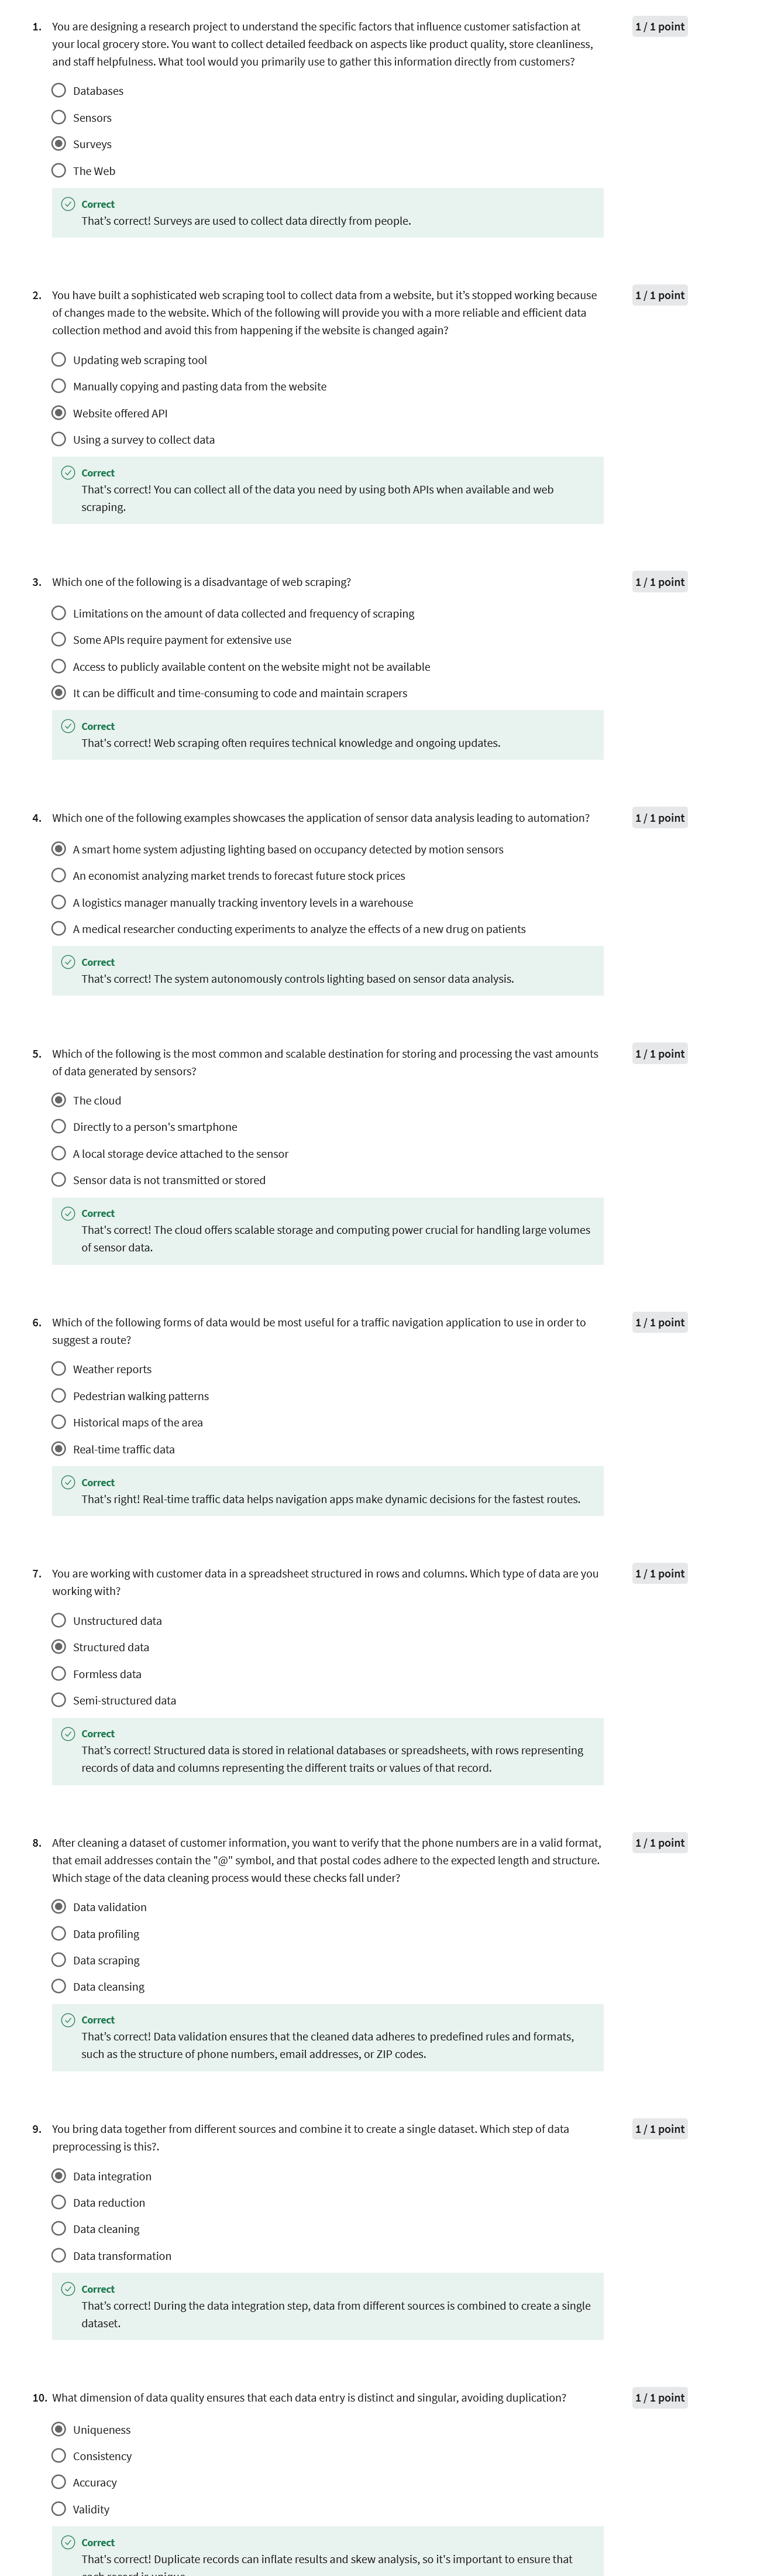 1. You are designing a research project to understand the specific factors that influence customer satisfaction at
your local grocery store. You want to collect detailed feedback on aspects like product quality, store cleanliness,
and staff helpfulness. What tool would you primarily use to gather this information directly from customers?
1 / 1 point
Databases
Sensors
Surveys
The Web
Correct
That’s correct! Surveys are used to collect data directly from people.
2. You have built a sophisticated web scraping tool to collect data from a website, but it’s stopped working because
of changes made to the website. Which of the following will provide you with a more reliable and efficient data
collection method and avoid this from happening if the website is changed again?
1 / 1 point
Updating web scraping tool
Manually copying and pasting data from the website
Website offered API
Using a survey to collect data
Correct
That's correct! You can collect all of the data you need by using both APIs when available and web
scraping.
3. Which one of the following is a disadvantage of web scraping?
1 / 1 point
Limitations on the amount of data collected and frequency of scraping
Some APIs require payment for extensive use
Access to publicly available content on the website might not be available
It can be difficult and time-consuming to code and maintain scrapers
Correct
That's correct! Web scraping often requires technical knowledge and ongoing updates.
4. Which one of the following examples showcases the application of sensor data analysis leading to automation?
1 / 1 point
A smart home system adjusting lighting based on occupancy detected by motion sensors
An economist analyzing market trends to forecast future stock prices
A logistics manager manually tracking inventory levels in a warehouse
A medical researcher conducting experiments to analyze the effects of a new drug on patients
Correct
That's correct! The system autonomously controls lighting based on sensor data analysis.
5. Which of the following is the most common and scalable destination for storing and processing the vast amounts
of data generated by sensors?
1 / 1 point
The cloud
Directly to a person's smartphone
A local storage device attached to the sensor
Sensor data is not transmitted or stored
Correct
That's correct! The cloud offers scalable storage and computing power crucial for handling large volumes
of sensor data.
6. Which of the following forms of data would be most useful for a traffic navigation application to use in order to
suggest a route?
1 / 1 point
Weather reports
Pedestrian walking patterns
Historical maps of the area
Real-time traffic data
Correct
That's right! Real-time traffic data helps navigation apps make dynamic decisions for the fastest routes.
7. You are working with customer data in a spreadsheet structured in rows and columns. Which type of data are you
working with?
1 / 1 point
Unstructured data
Structured data
Formless data
Semi-structured data
Correct
That’s correct! Structured data is stored in relational databases or spreadsheets, with rows representing
records of data and columns representing the different traits or values of that record.
8. After cleaning a dataset of customer information, you want to verify that the phone numbers are in a valid format,
that email addresses contain the "@" symbol, and that postal codes adhere to the expected length and structure.
Which stage of the data cleaning process would these checks fall under?
1 / 1 point
Data validation
Data profiling
Data scraping
Data cleansing
Correct
That’s correct! Data validation ensures that the cleaned data adheres to predefined rules and formats,
such as the structure of phone numbers, email addresses, or ZIP codes.
9. You bring data together from different sources and combine it to create a single dataset. Which step of data
preprocessing is this?.
1 / 1 point
Data integration
Data reduction
Data cleaning
Data transformation
Correct
That’s correct! During the data integration step, data from different sources is combined to create a single
dataset.
10. What dimension of data quality ensures that each data entry is distinct and singular, avoiding duplication?
1 / 1 point
Uniqueness
Consistency
Accuracy
Validity
Correct
That's correct! Duplicate records can inflate results and skew analysis, so it's important to ensure that